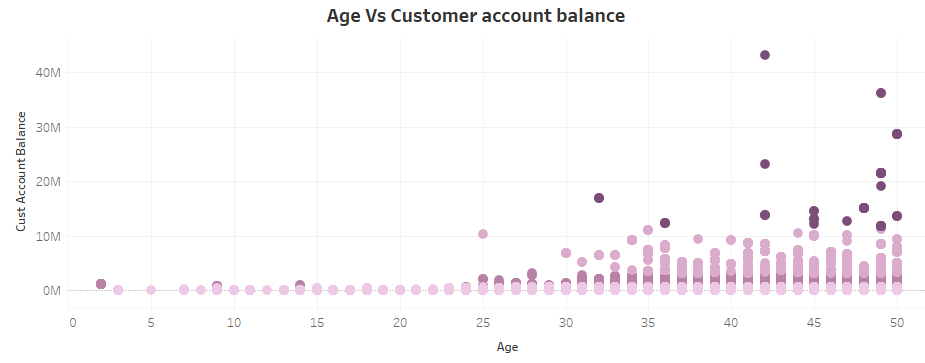 Age Vs Customer account balance
Cust Account Balance
40M
30M
20M
10M
0M
0 5 10 15 20 25 30 35 40 45 50
Age